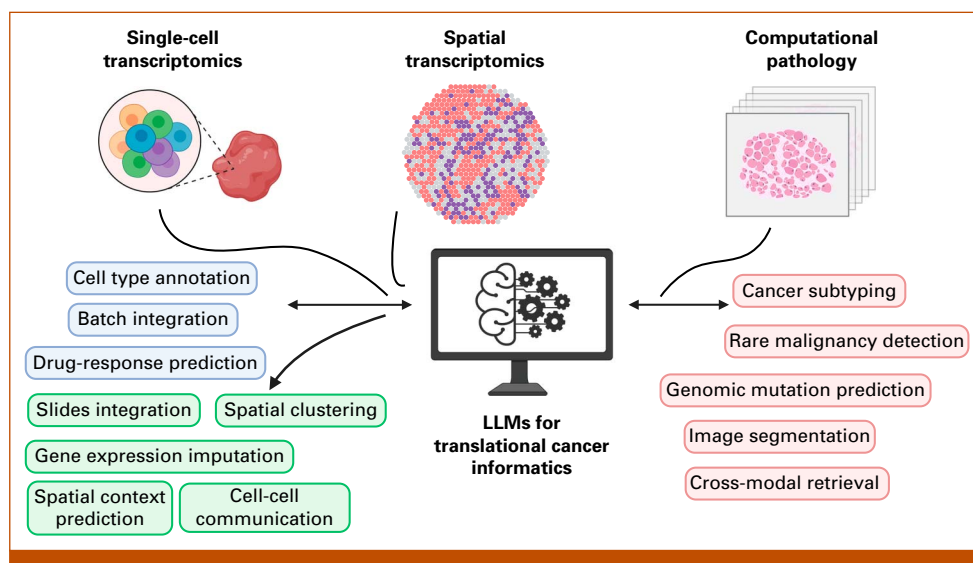 Single-cell
transcriptomics
Spatial
transcriptomics
Computational
pathology
Cell type annotation
Batch integration
Drug-response prediction
Slides integration
Spatial clustering
Gene expression imputation
Spatial context
prediction
Cell-cell
communication
LLMs for
translational cancer
informatics
Cancer subtyping
Rare malignancy detection
Genomic mutation prediction
Image segmentation
Cross-modal retrieval